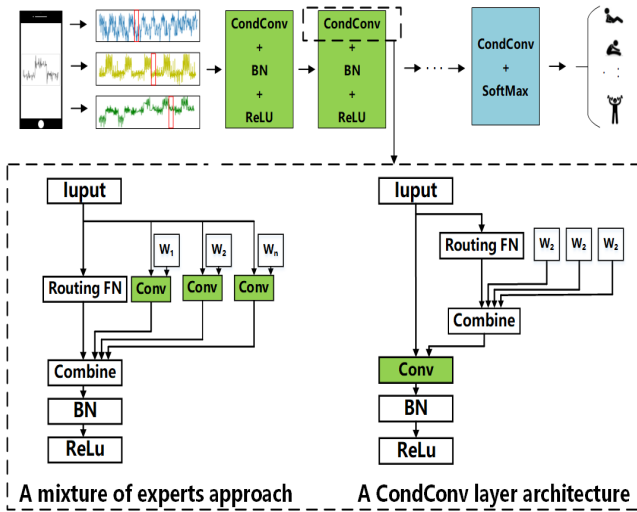 CondConv
+
BN
+
ReLU
CondConv
+
BN
+
ReLU
CondConv
+
SoftMax
Iuput
W1
W2
Wn
Routing FN
Conv
Conv
Conv
Combine
BN
ReLu
A mixture of experts approach
Iuput
Routing FN
W2
W2
W2
Combine
Conv
BN
ReLu
A CondConv layer architecture